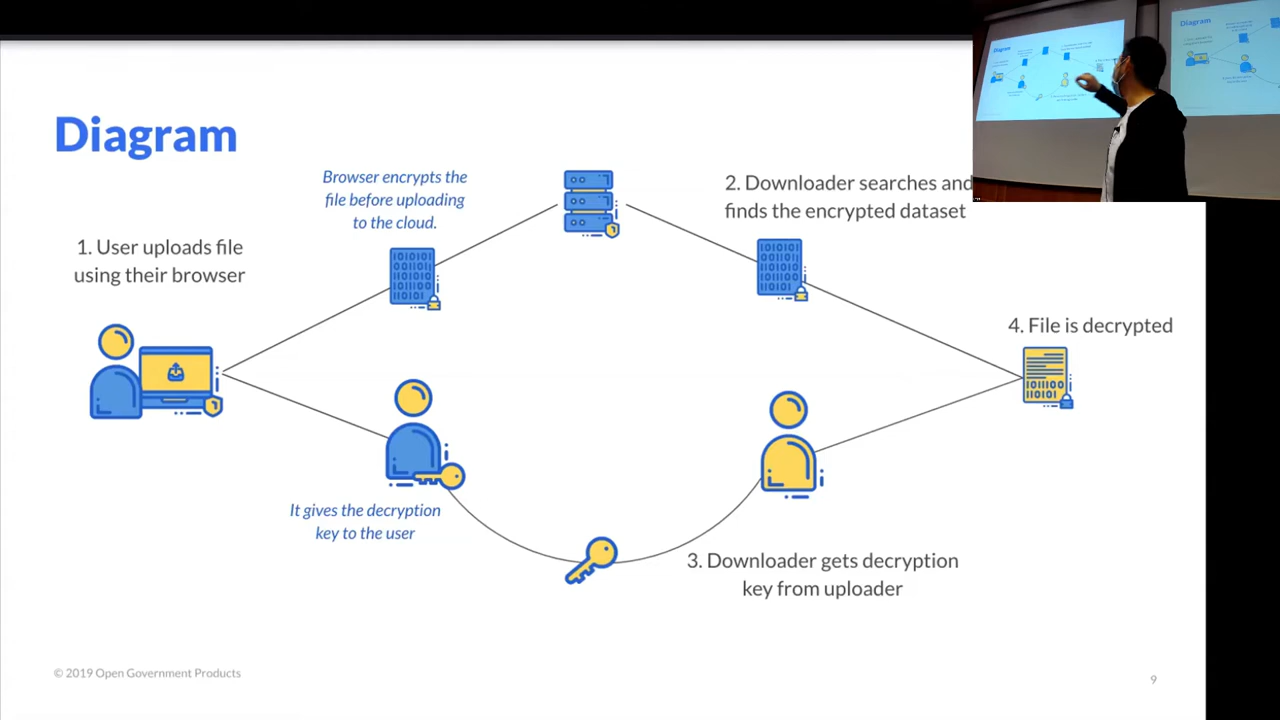 Diagram
Browser encrypts the
file before uploading
to the cloud.
1. User uploads file
using their browser
2. Downloader searches and
finds the encrypted dataset
4. File is decrypted
It gives the decryption
key to the user
3. Downloader gets decryption
key from uploader
© 2019 Open Government Products
9
Diagram
Diagram